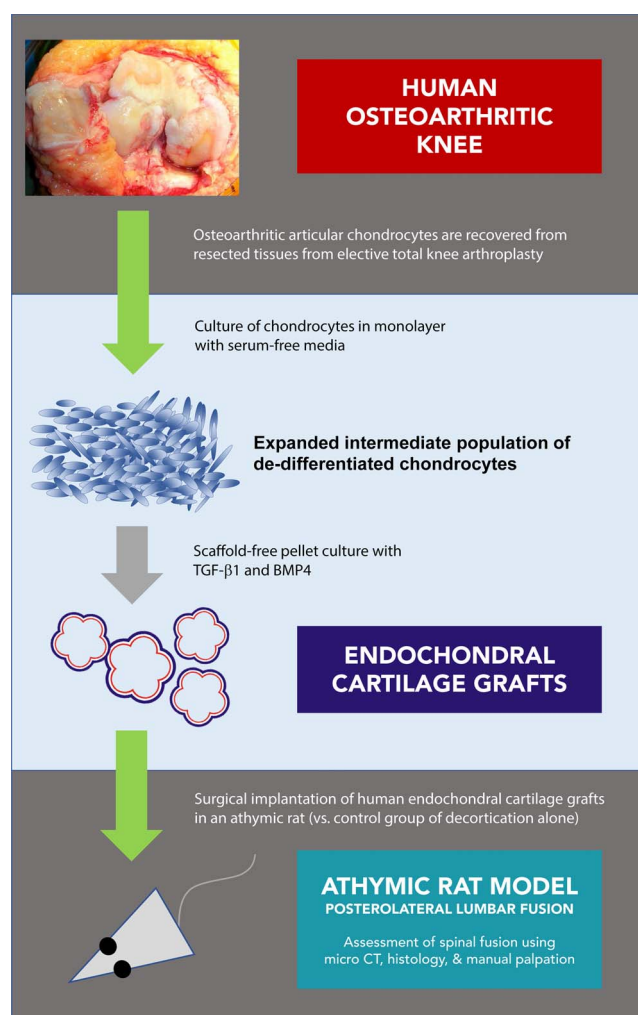 HUMAN
OSTEOARTHRITIC
KNEE
Osteoarthritic articular chondrocytes are recovered from
resected tissues from elective total knee arthroplasty
Culture of chondrocytes in monolayer
with serum-free media
Expanded intermediate population of
de-differentiated chondrocytes
Scaffold-free pellet culture with
TGF-β1 and BMP4
ENDOCHONDRAL
CARTILAGE GRAFTS
Surgical implantation of human endochondral cartilage grafts
in an athymic rat (vs. control group of decortication alone)
ATHYMIC RAT MODEL
POSTEROLATERAL LUMBAR FUSION
Assessment of spinal fusion using
micro CT, histology, & manual palpation